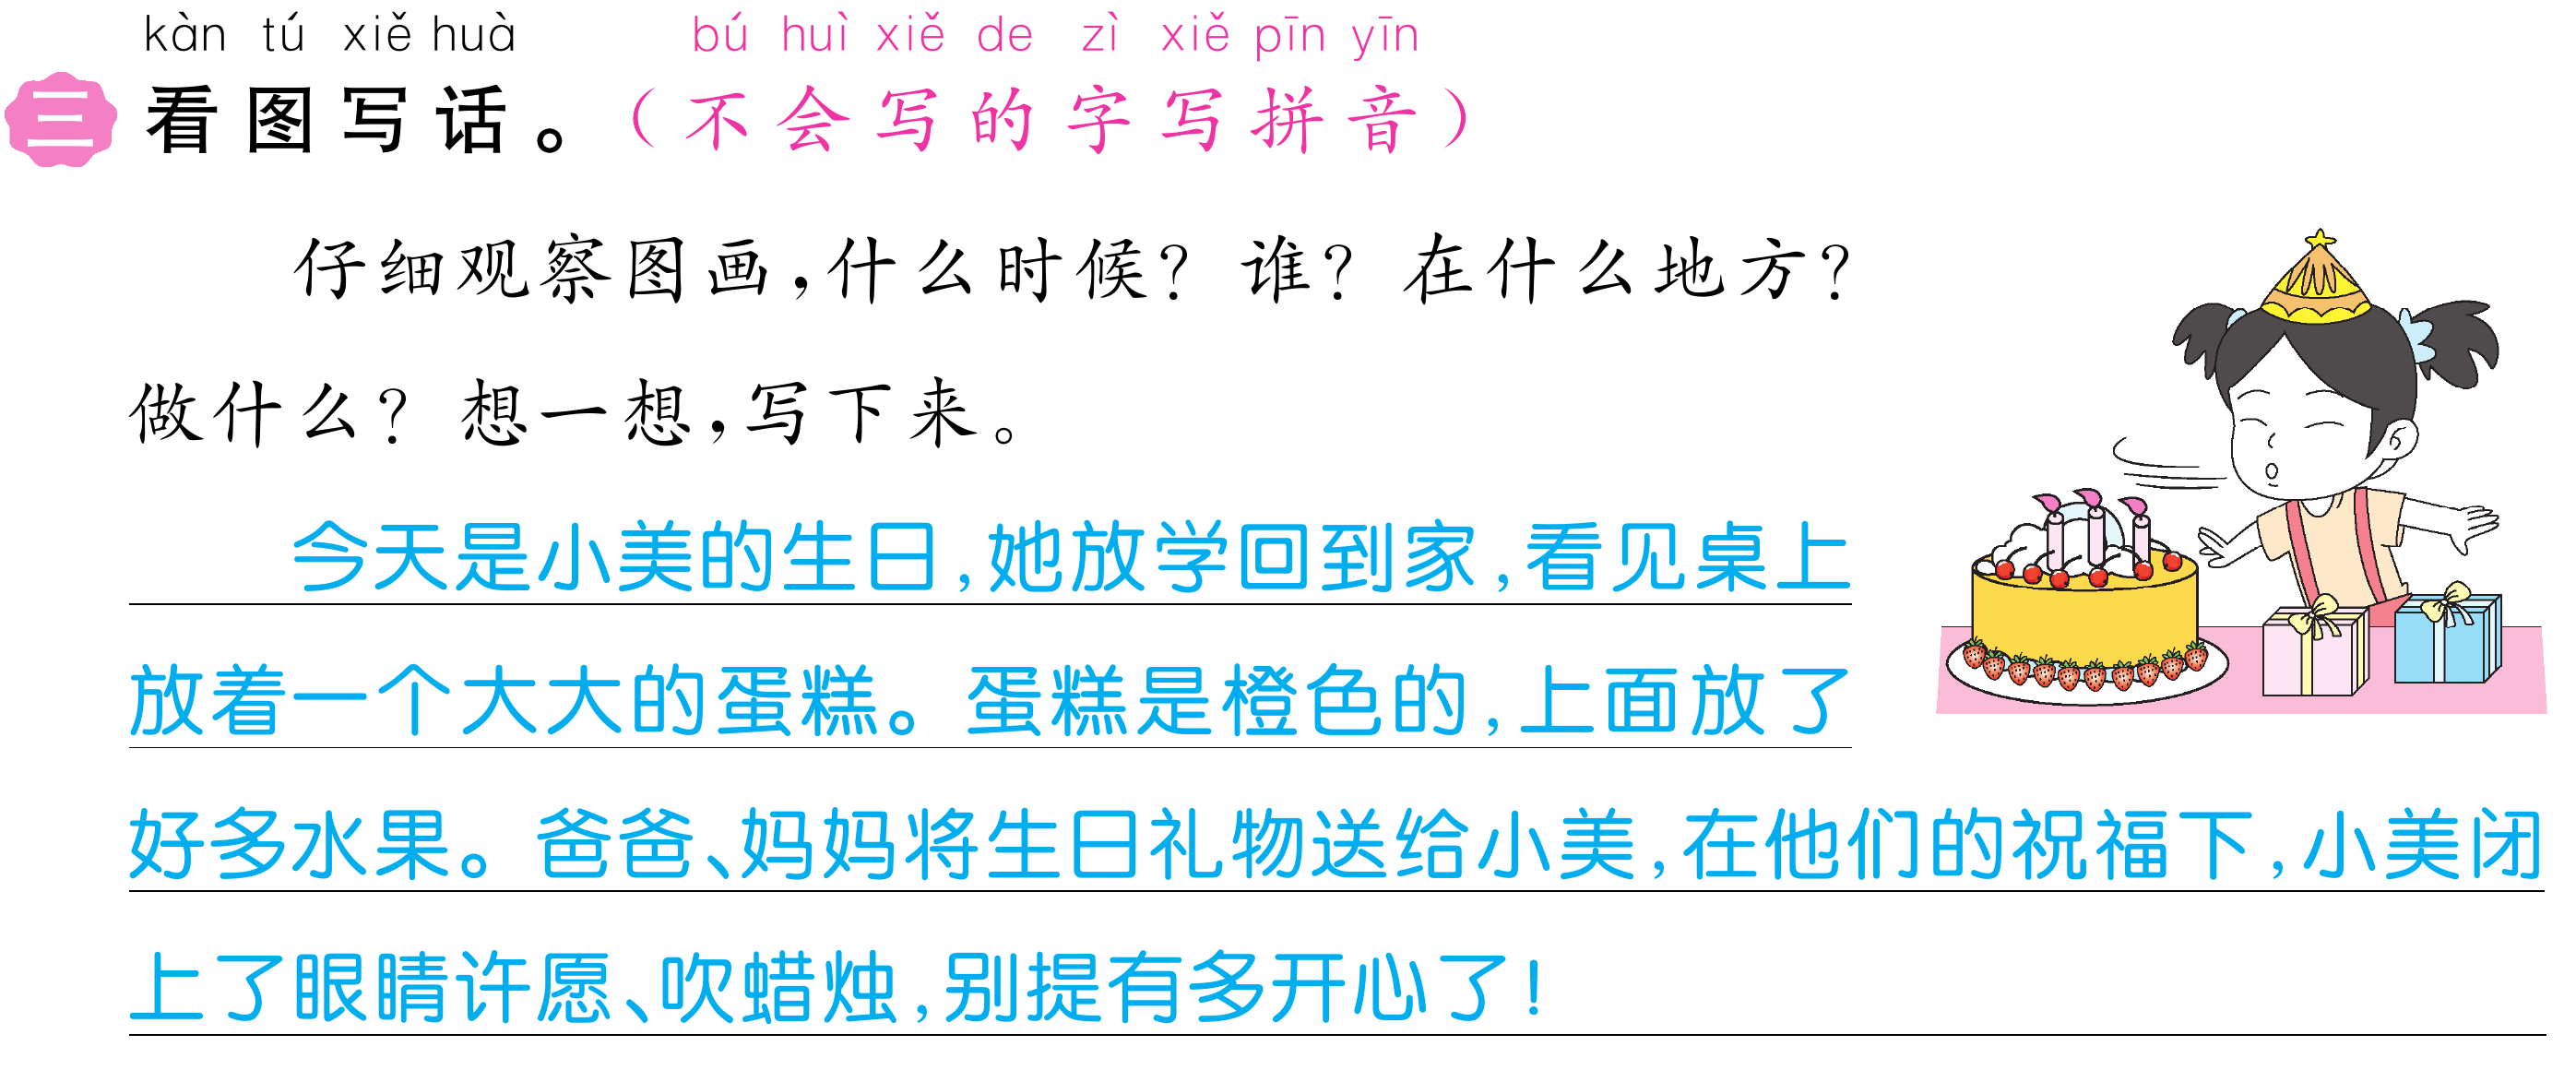 kàn tú xiě huà bú huì xiě de zì xiě pīn yīn
三 看图写话。（不会写的字写拼音）
仔细观察图画,什么时候? 谁? 在什么地方?
做什么? 想一想,写下来。
今天是小美的生日,她放学回到家,看见桌上
放着一个大大的蛋糕。蛋糕是橙色的,上面放了
好多水果。爸爸、妈妈将生日礼物送给小美,在他们的祝福下,小美闭
上了眼睛许愿、吹蜡烛,别提有多开心了!